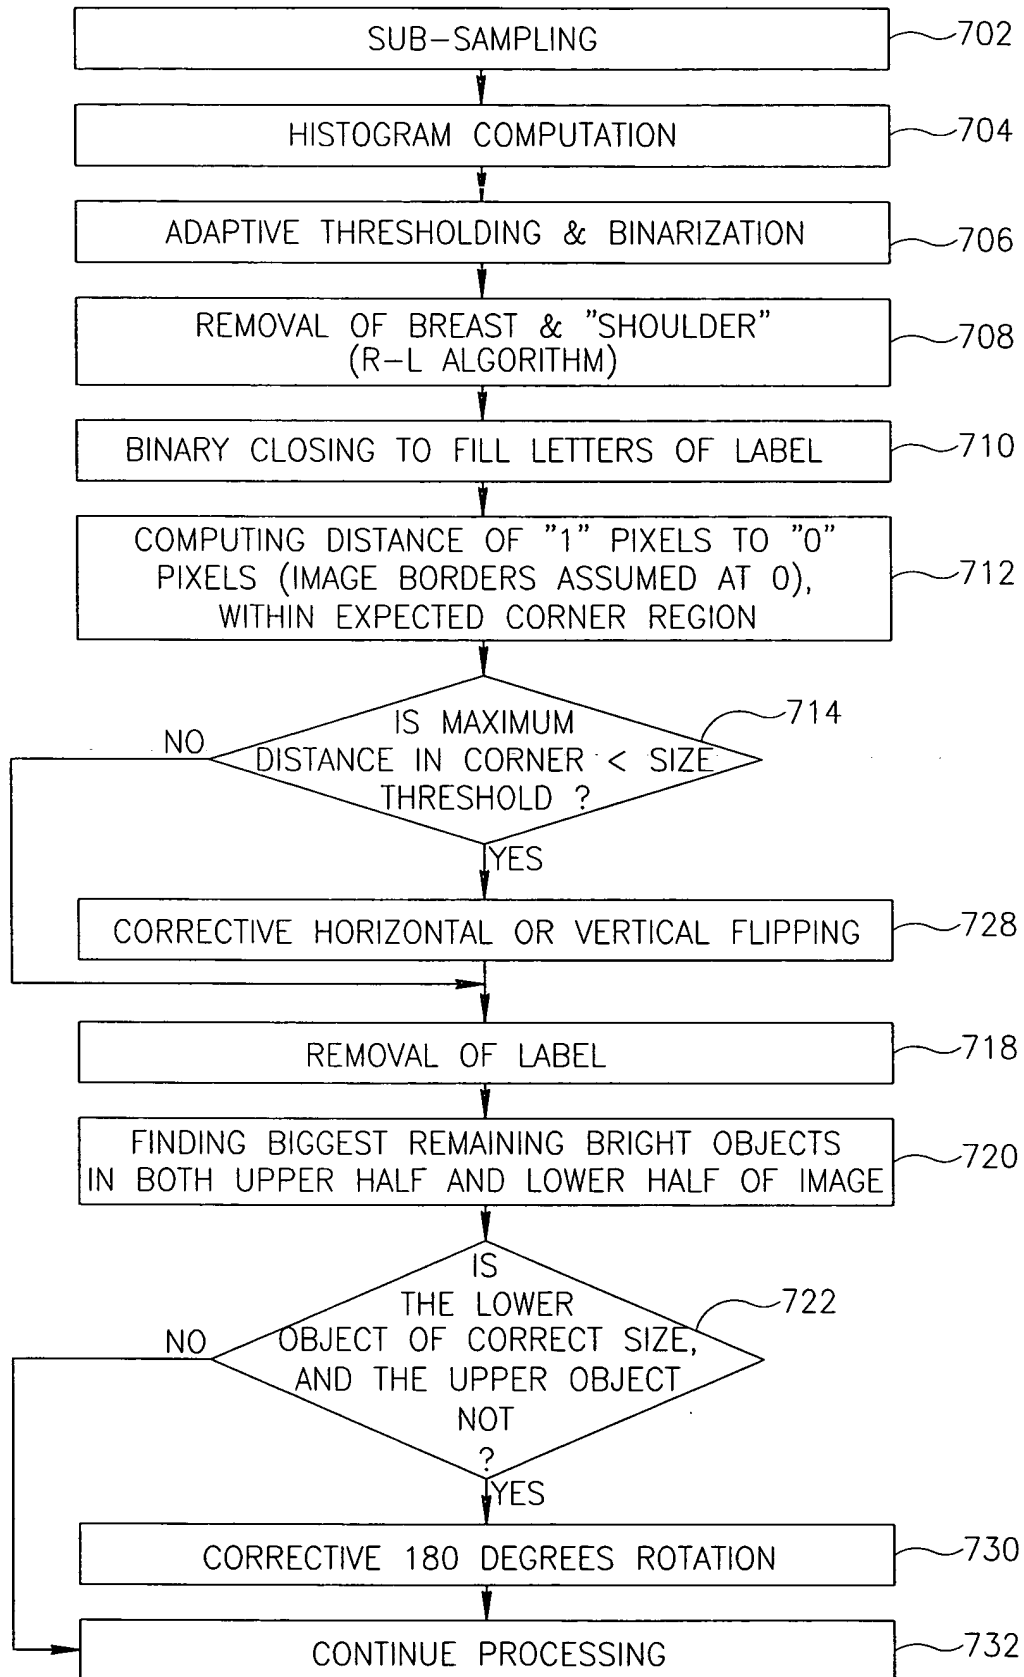 SUB-SAMPLING
702
HISTOGRAM COMPUTATION
704
ADAPTIVE THRESHOLDING & BINARIZATION
706
REMOVAL OF BREAST & "SHOULDER"
(R-L ALGORITHM)
708
BINARY CLOSING TO FILL LETTERS OF LABEL
710
COMPUTING DISTANCE OF "1" PIXELS TO "0"
PIXELS (IMAGE BORDERS ASSUMED AT 0),
WITHIN EXPECTED CORNER REGION
712
IS MAXIMUM
DISTANCE IN CORNER < SIZE
THRESHOLD ?
714
NO
YES
CORRECTIVE HORIZONTAL OR VERTICAL FLIPPING
728
REMOVAL OF LABEL
718
FINDING BIGGEST REMAINING BRIGHT OBJECTS
IN BOTH UPPER HALF AND LOWER HALF OF IMAGE
720
IS
THE LOWER
OBJECT OF CORRECT SIZE,
AND THE UPPER OBJECT
NOT
?
722
NO
YES
CORRECTIVE 180 DEGREES ROTATION
730
CONTINUE PROCESSING
732